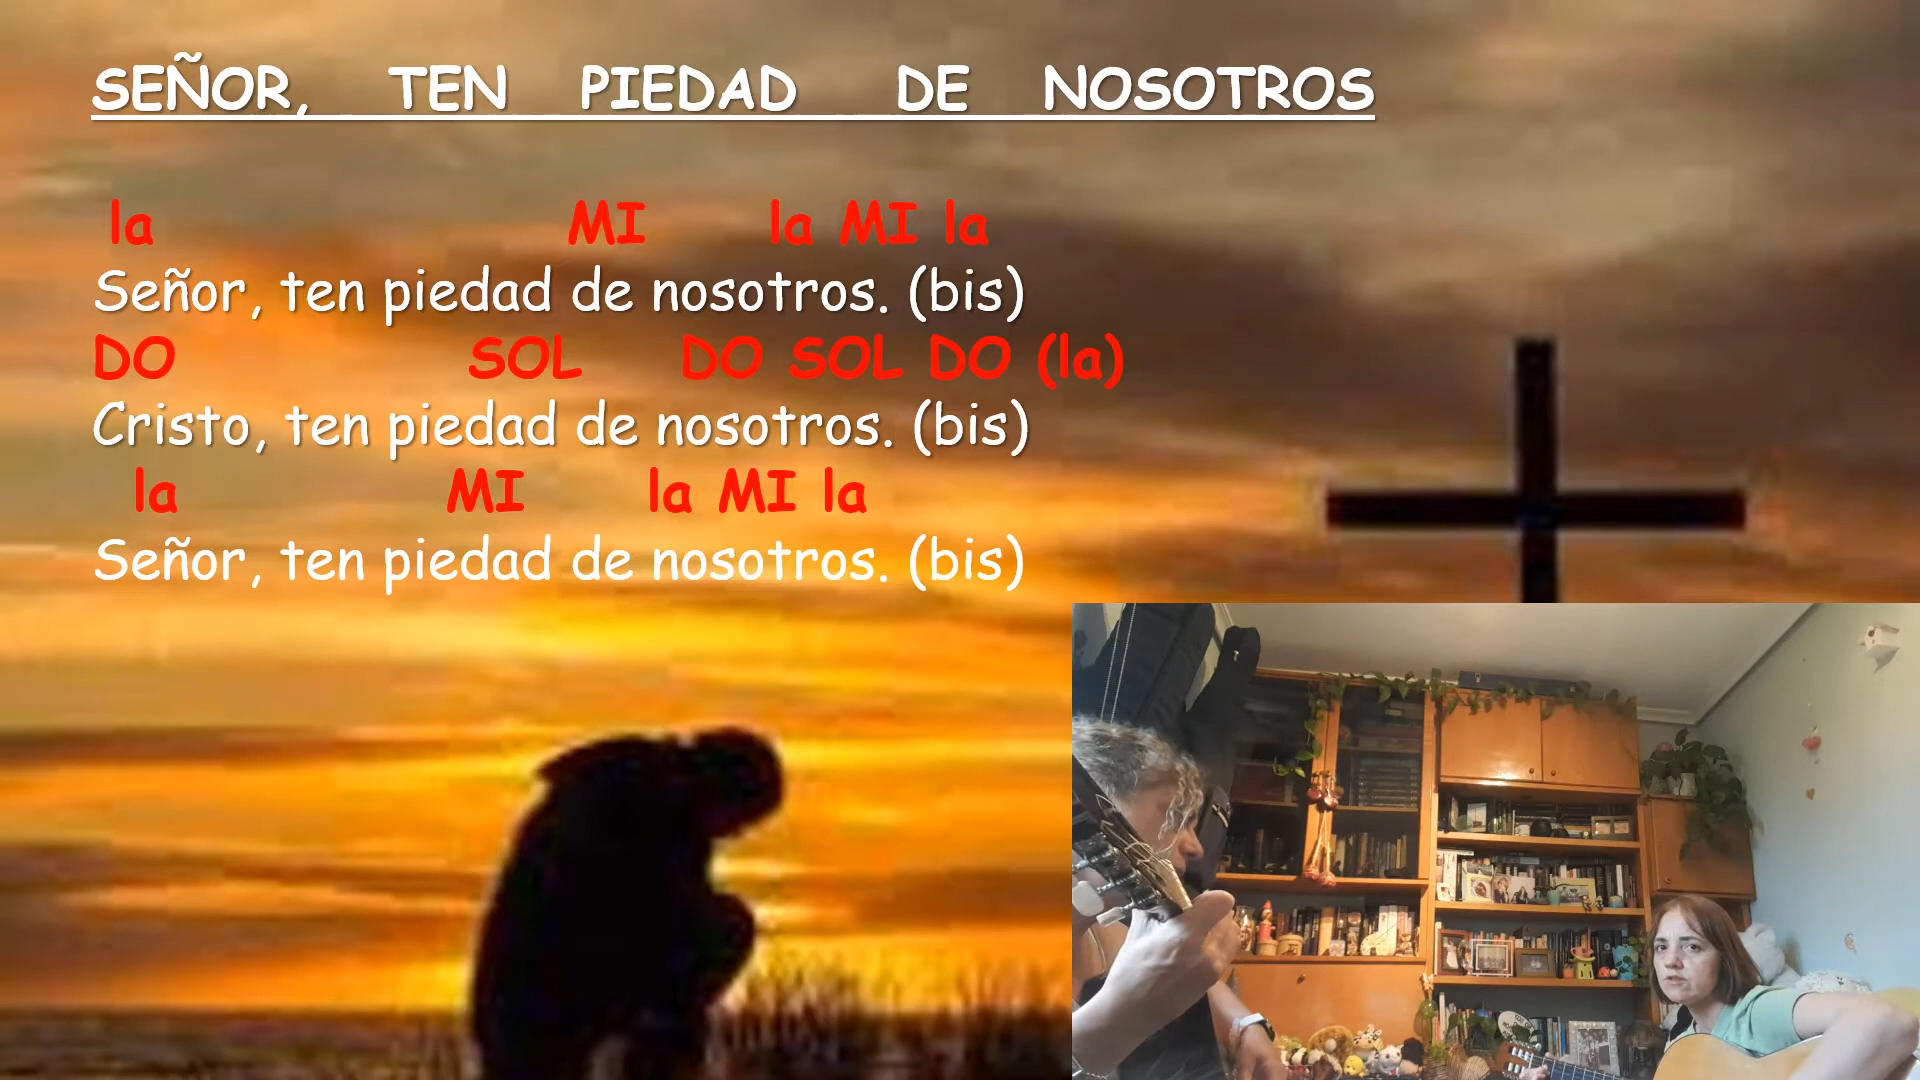 SEÑOR, TEN PIEDAD DE NOSOTROS
la MI la MI la
Señor, ten piedad de nosotros. (bis)
DO SOL DO SOL DO (la)
Cristo, ten piedad de nosotros. (bis)
la MI la MI la
Señor, ten piedad de nosotros. (bis)